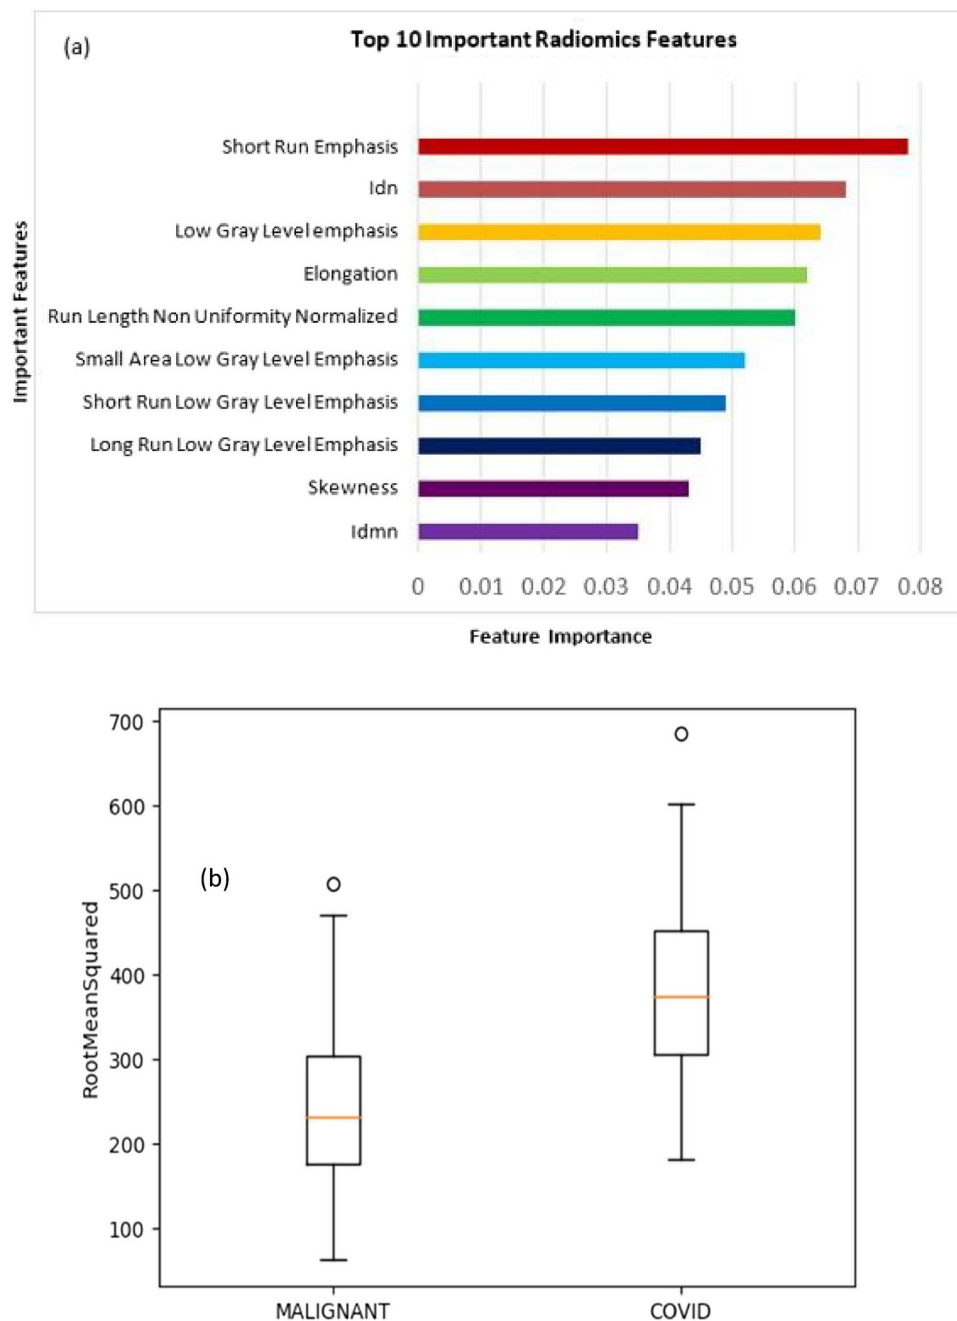 (a)
Top 10 Important Radiomics Features
Important Features
Short Run Emphasis
Idn
Low Gray Level emphasis
Elongation
Run Length Non Uniformity Normalized
Small Area Low Gray Level Emphasis
Short Run Low Gray Level Emphasis
Long Run Low Gray Level Emphasis
Skewness
Idmn
0 0.01 0.02 0.03 0.04 0.05 0.06 0.07 0.08
Feature Importance
(b)
RootMeanSquared
700
600
500
400
300
200
100
MALIGNANT COVID